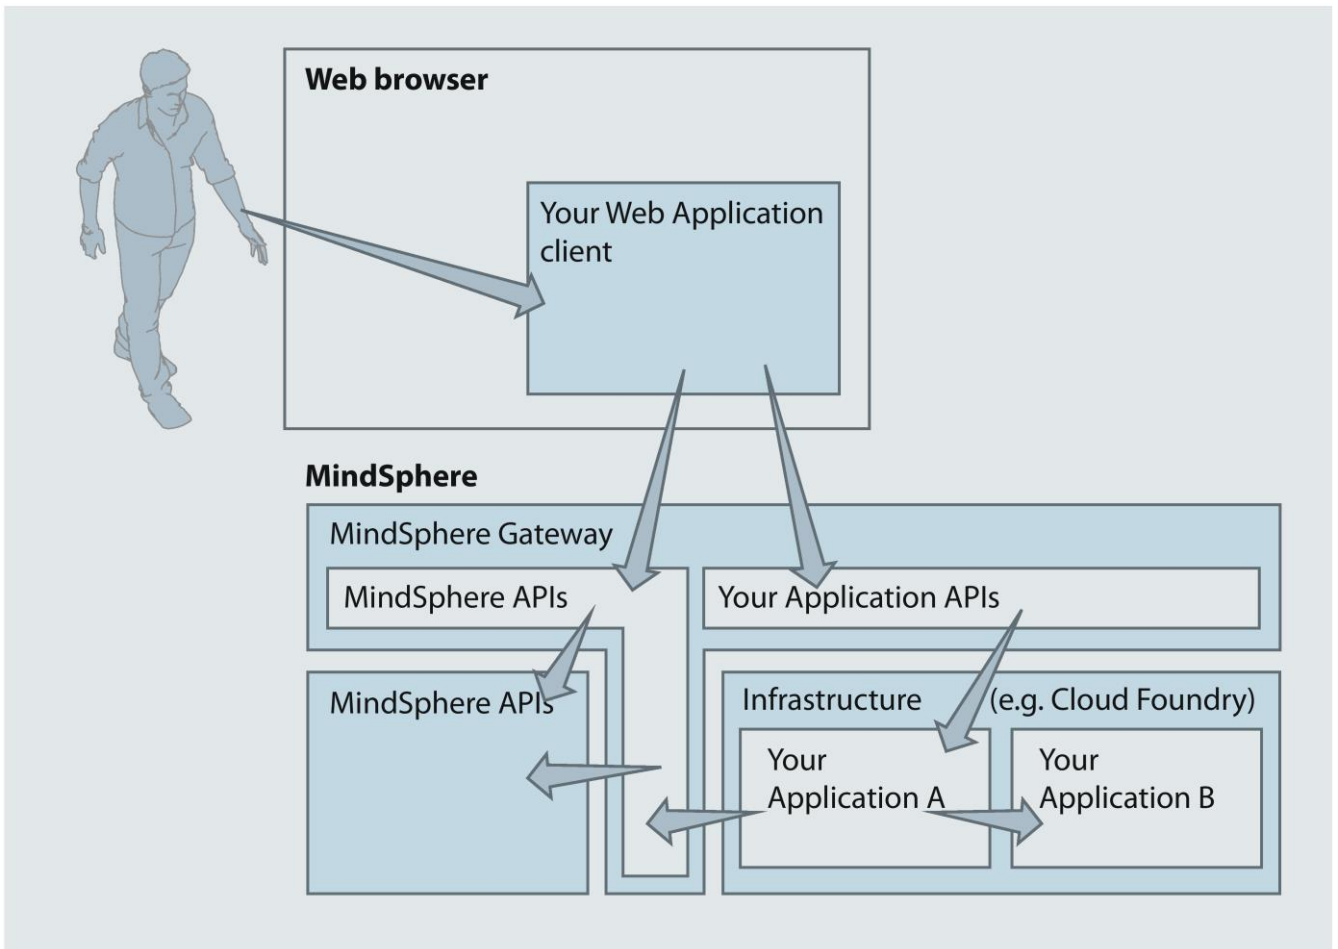 Web browser
Your Web Application
client
MindSphere
MindSphere Gateway
MindSphere APIs
Your Application APIs
MindSphere APIs
Infrastructure (e.g. Cloud Foundry)
Your
Application A
Your
Application B